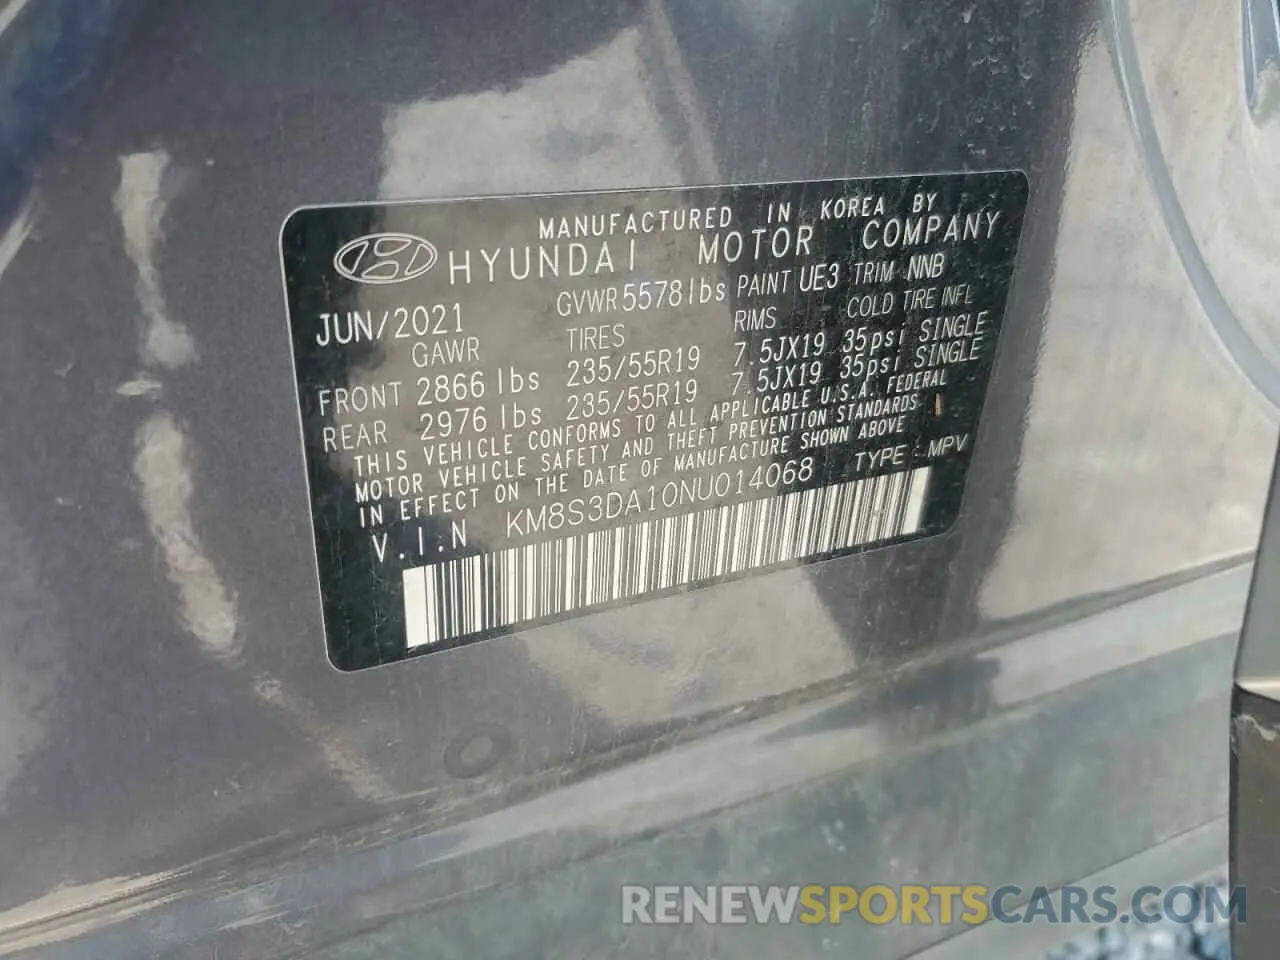 MANUFACTURED IN KOREA BY
HYUNDAI MOTOR COMPANY
JUN/2021 GVWR 5578 lbs PAINT UE3 TRIM NNB
GAWR TIRES RIMS COLD TIRE INFL
FRONT 2866 lbs 235/55R19 7.5JX19 35psi SINGLE
REAR 2976 lbs 235/55R19 7.5JX19 35psi SINGLE
THIS VEHICLE CONFORMS TO ALL APPLICABLE U.S.A. FEDERAL
MOTOR VEHICLE SAFETY AND THEFT PREVENTION STANDARDS
IN EFFECT ON THE DATE OF MANUFACTURE SHOWN ABOVE
V.I.N KM8S3DA10NU014068 TYPE : MPV
RENEWSPORTSCARS.COM